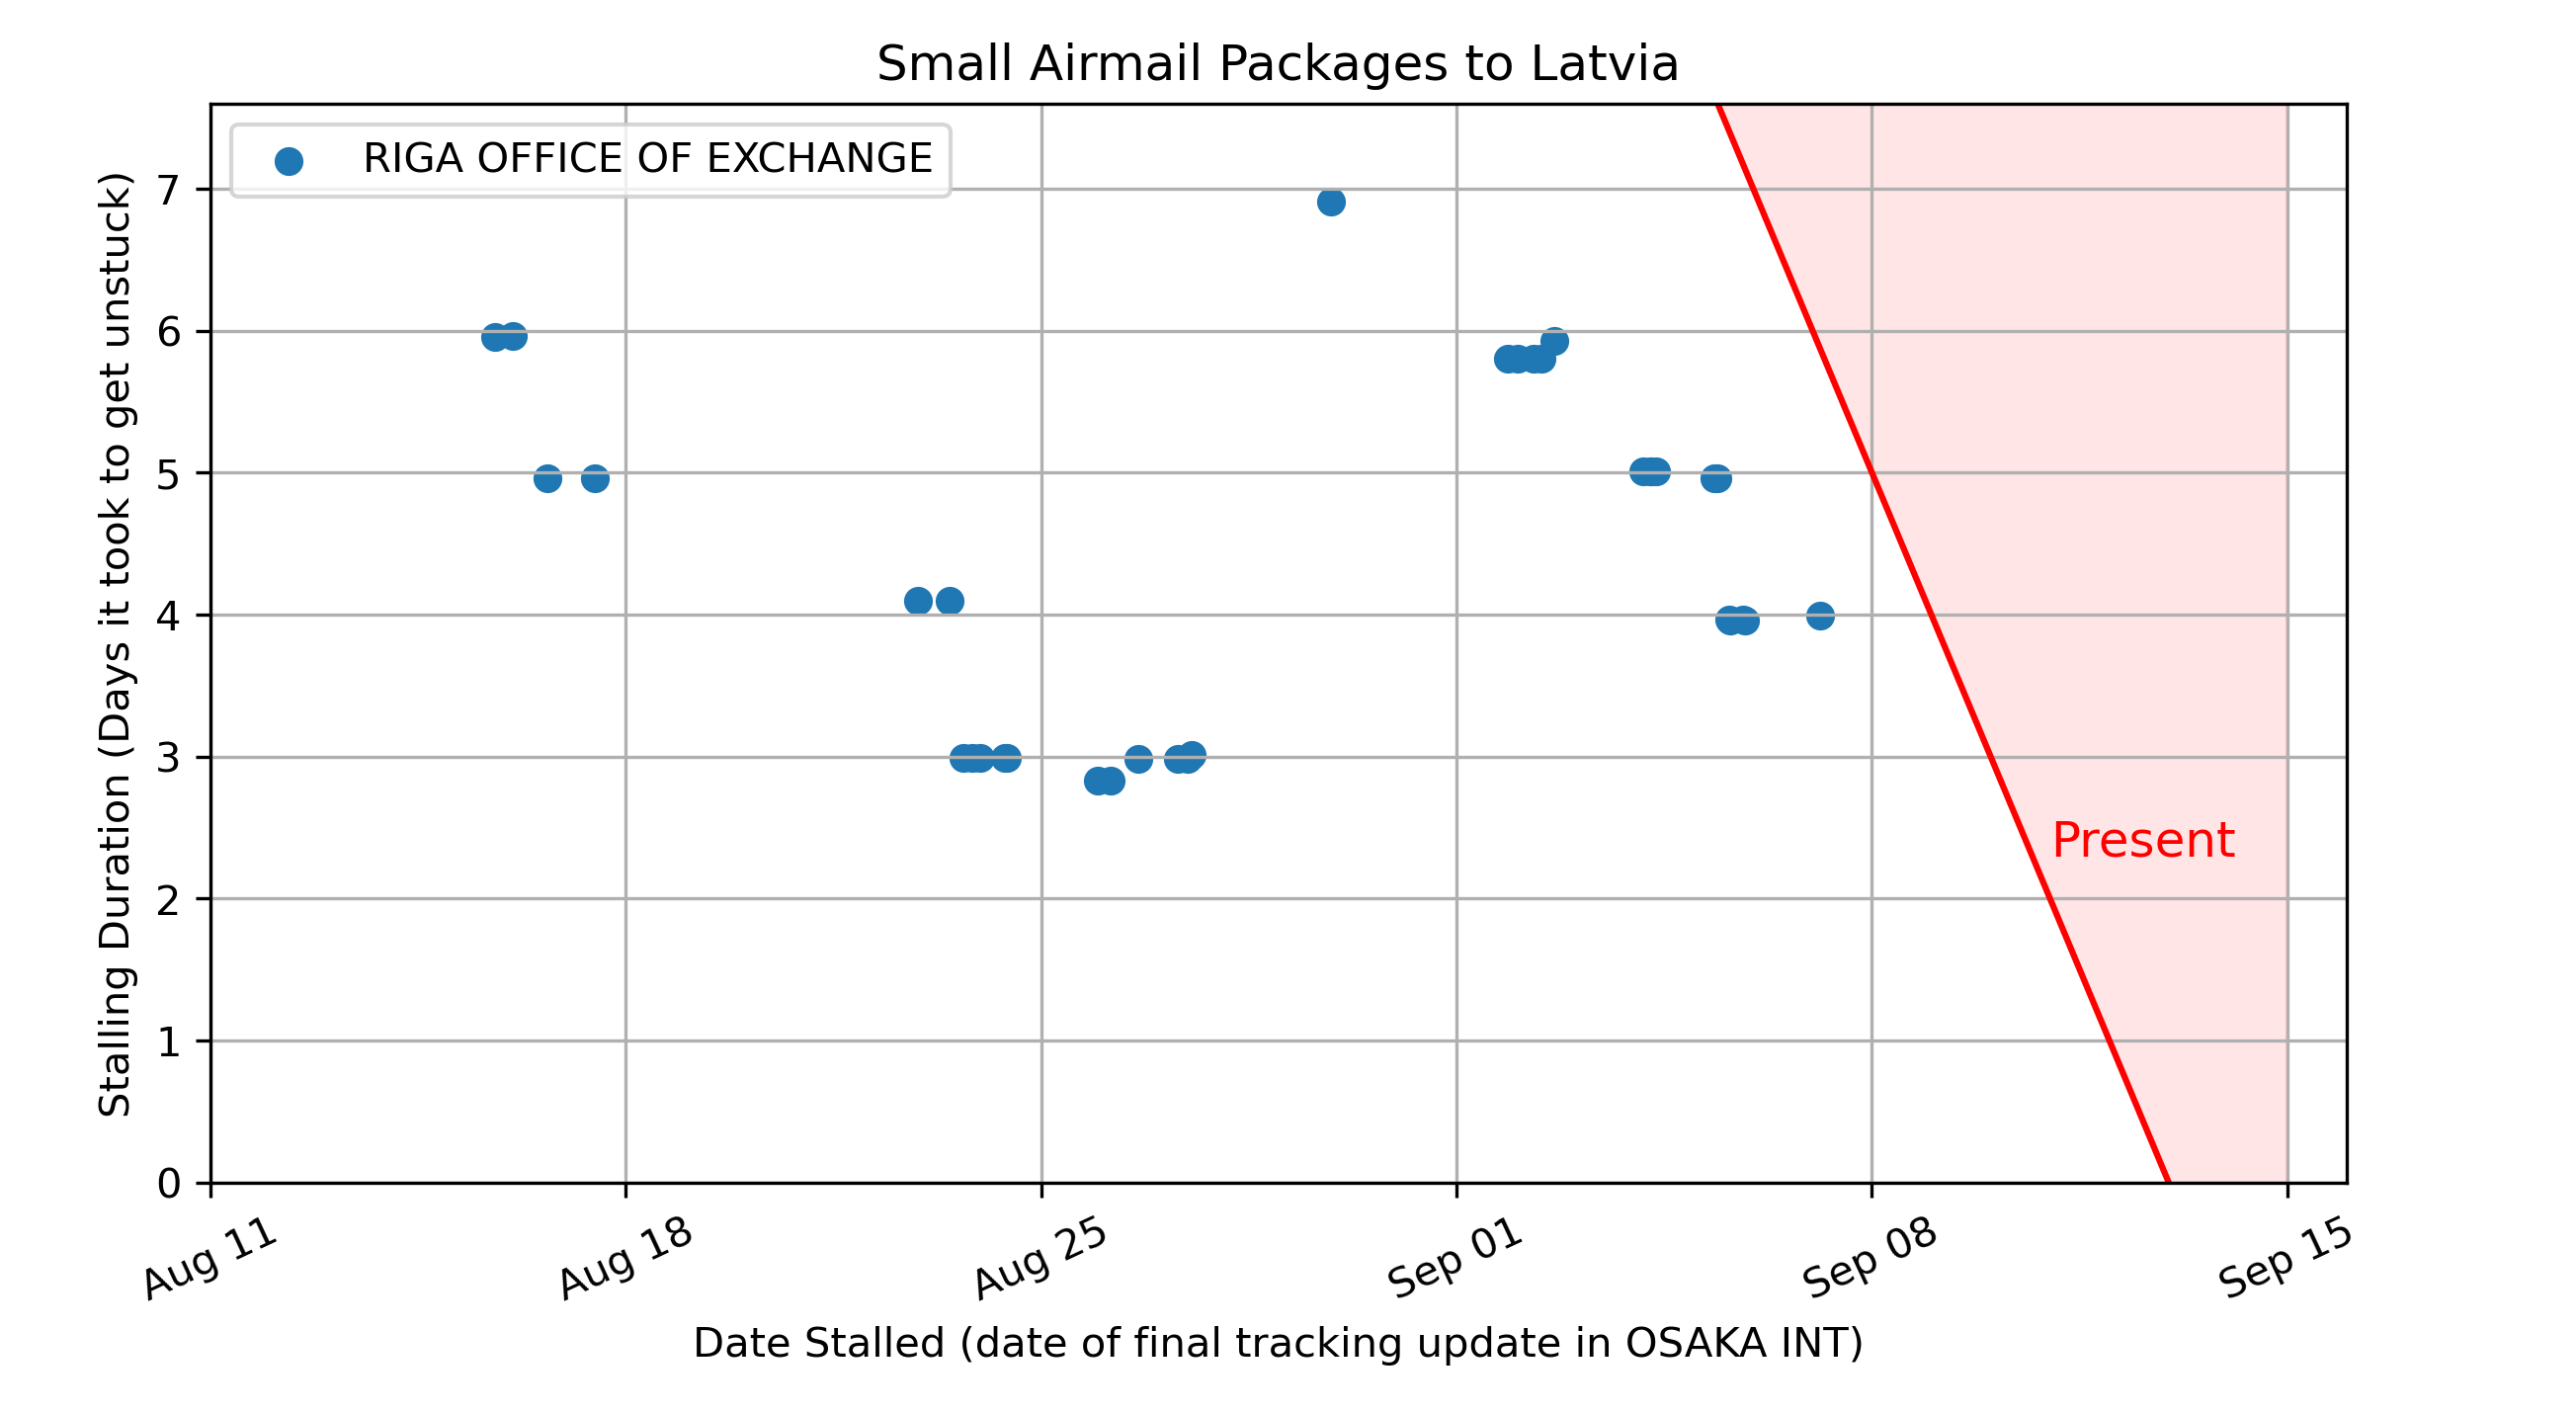 Small Airmail Packages to Latvia
RIGA OFFICE OF EXCHANGE
Stalling Duration (Days it took to get unstuck)
7
6
5
4
3
2
1
0
Present
Aug 11
Aug 18
Aug 25
Sep 01
Sep 08
Sep 15
Date Stalled (date of final tracking update in OSAKA INT)